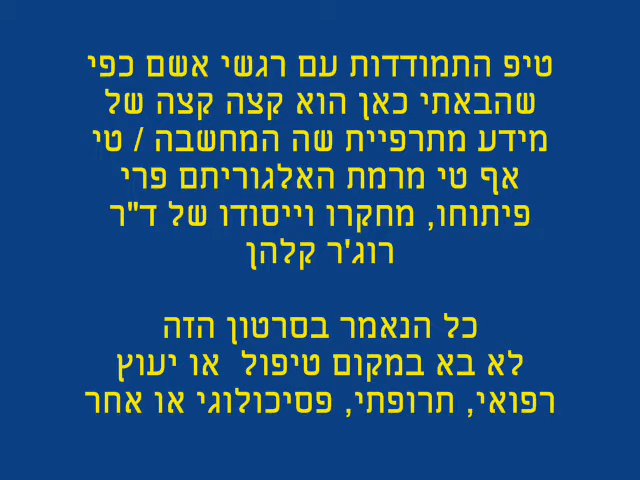 טיפ התמודדות עם רגשי אשם כפי
שהבאתי כאן הוא קצה קצה של
מידע מתרפיית שה המחשבה / טי
אף טי מרמת האלגוריתם פרי
פיתוחו, מחקרו וייסודו של ד"ר
רוג'ר קלהן
כל הנאמר בסרטון הזה
לא בא במקום טיפול או יעוץ
רפואי, תרופתי, פסיכולוגי או אחר